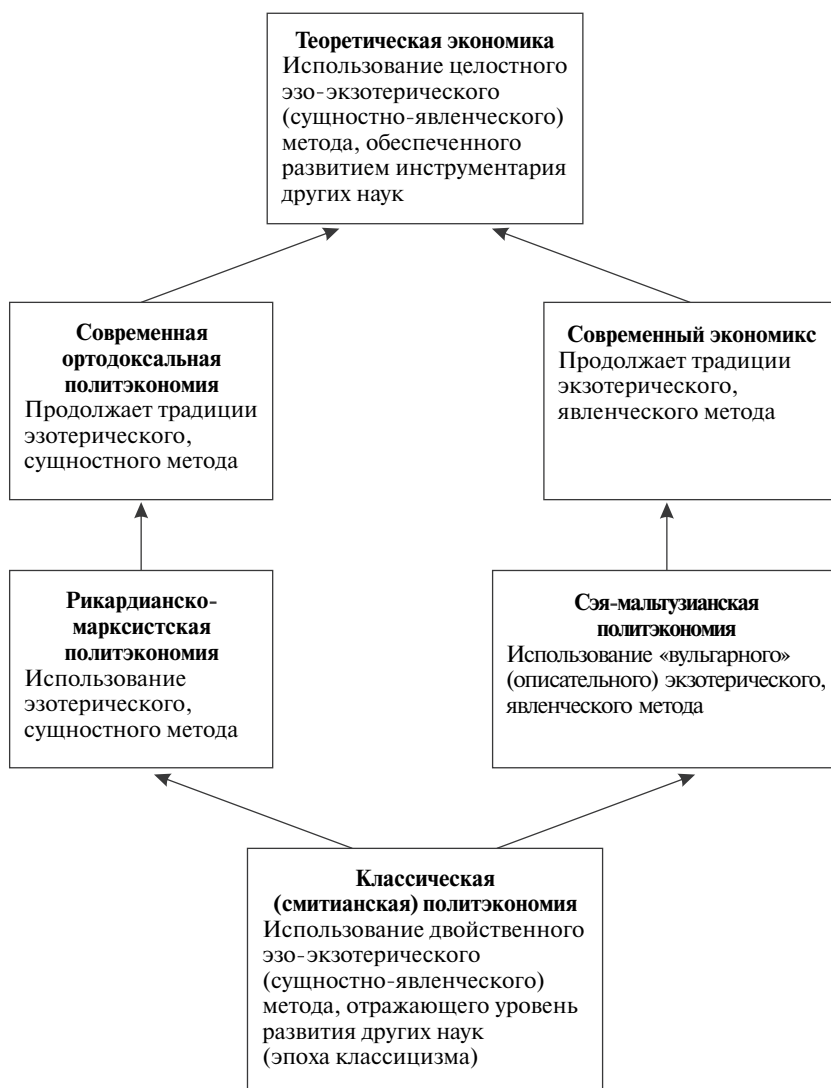 Теоретическая экономика
Использование целостного
эзо-экзотерического
(сущностно-явленческого)
метода, обеспеченного
развитием инструментария
других наук
Современная
ортодоксальная
политэкономия
Продолжает традиции
эзотерического,
сущностного метода
Современный экономикс
Продолжает традиции
экзотерического,
явленческого метода
Рикардианско-
марксистская
политэкономия
Использование
эзотерического,
сущностного метода
Сэя-мальтузианская
политэкономия
Использование «вульгарного»
(описательного) экзотерического,
явленческого метода
Классическая
(смитианская) политэкономия
Использование двойственного
эзо-экзотерического
(сущностно-явленческого)
метода, отражающего уровень
развития других наук
(эпоха классицизма)